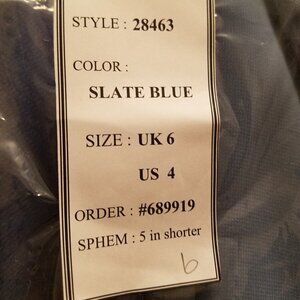 STYLE : 28463
COLOR :
SLATE BLUE
SIZE : UK 6
US 4
ORDER : #689919
SPHEM : 5 in shorter
6